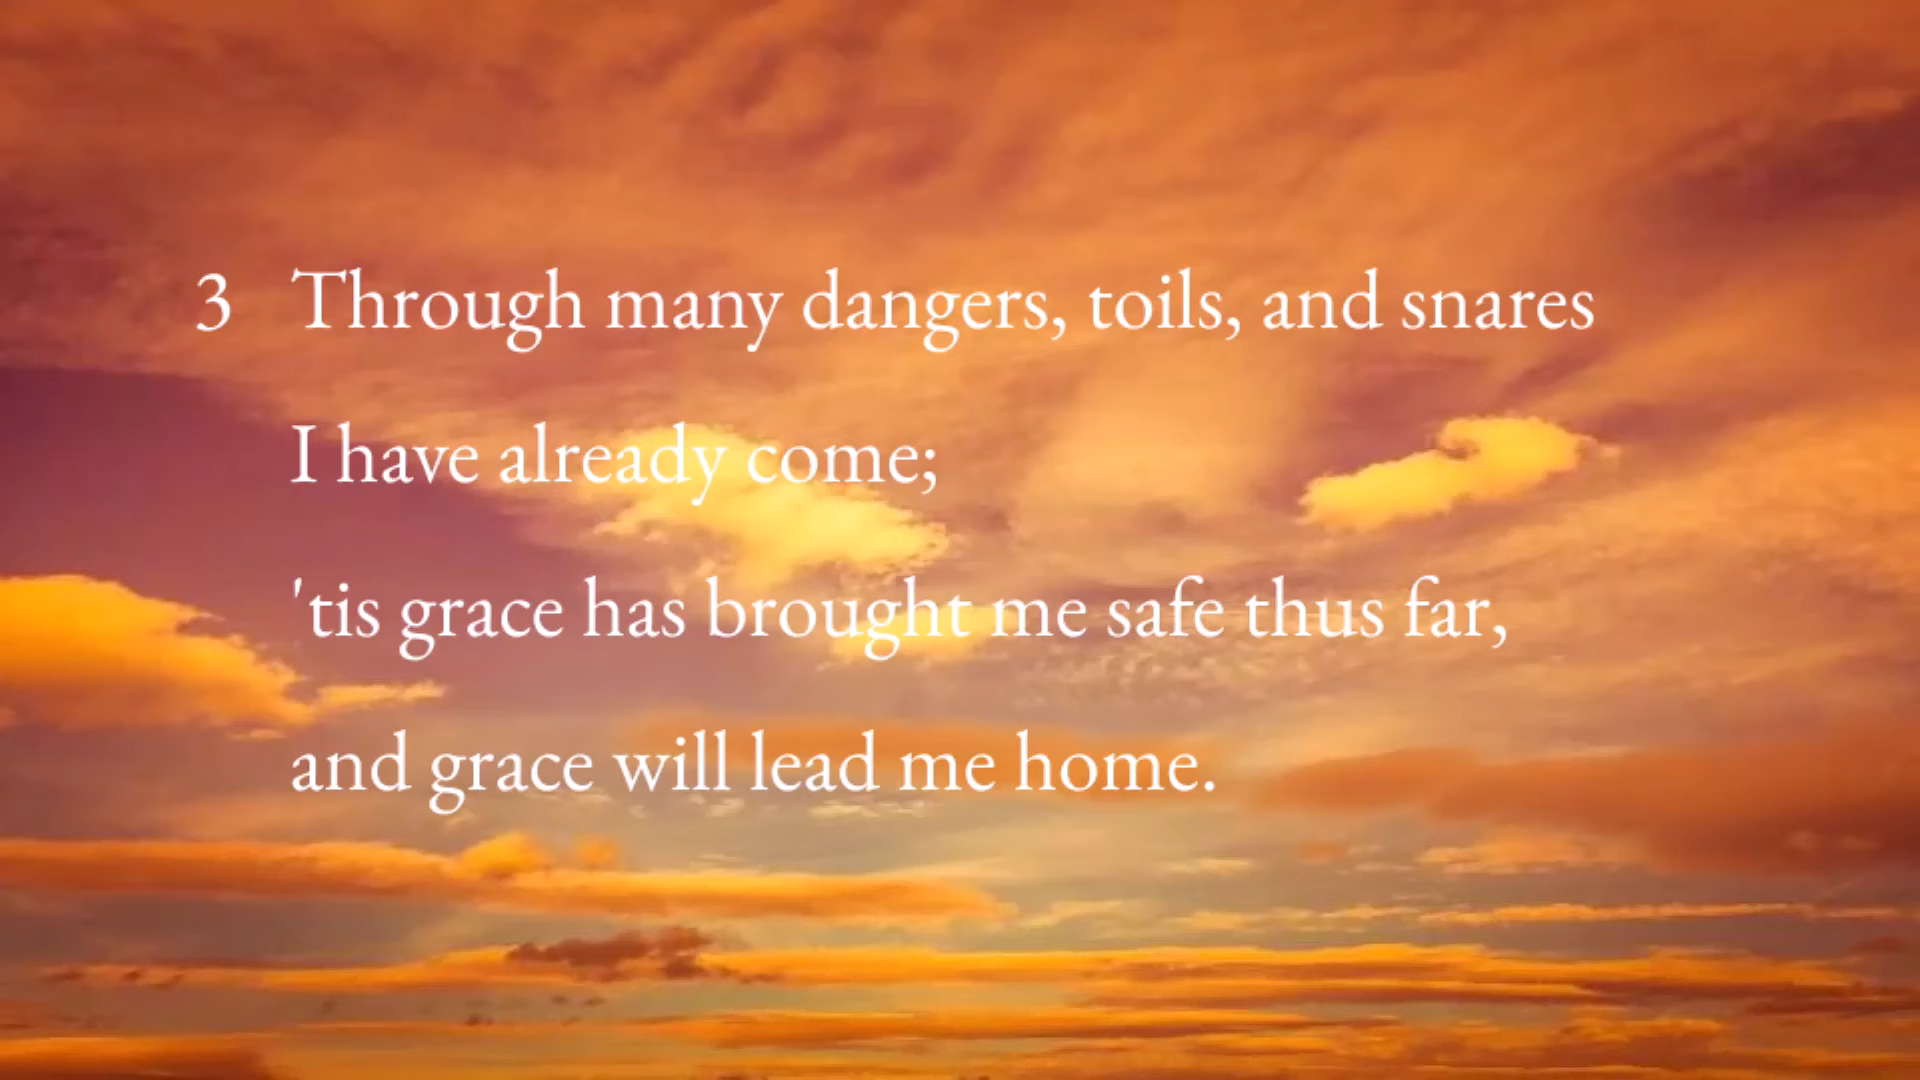 3 Through many dangers, toils, and snares
I have already come;
'tis grace has brought me safe thus far,
and grace will lead me home.